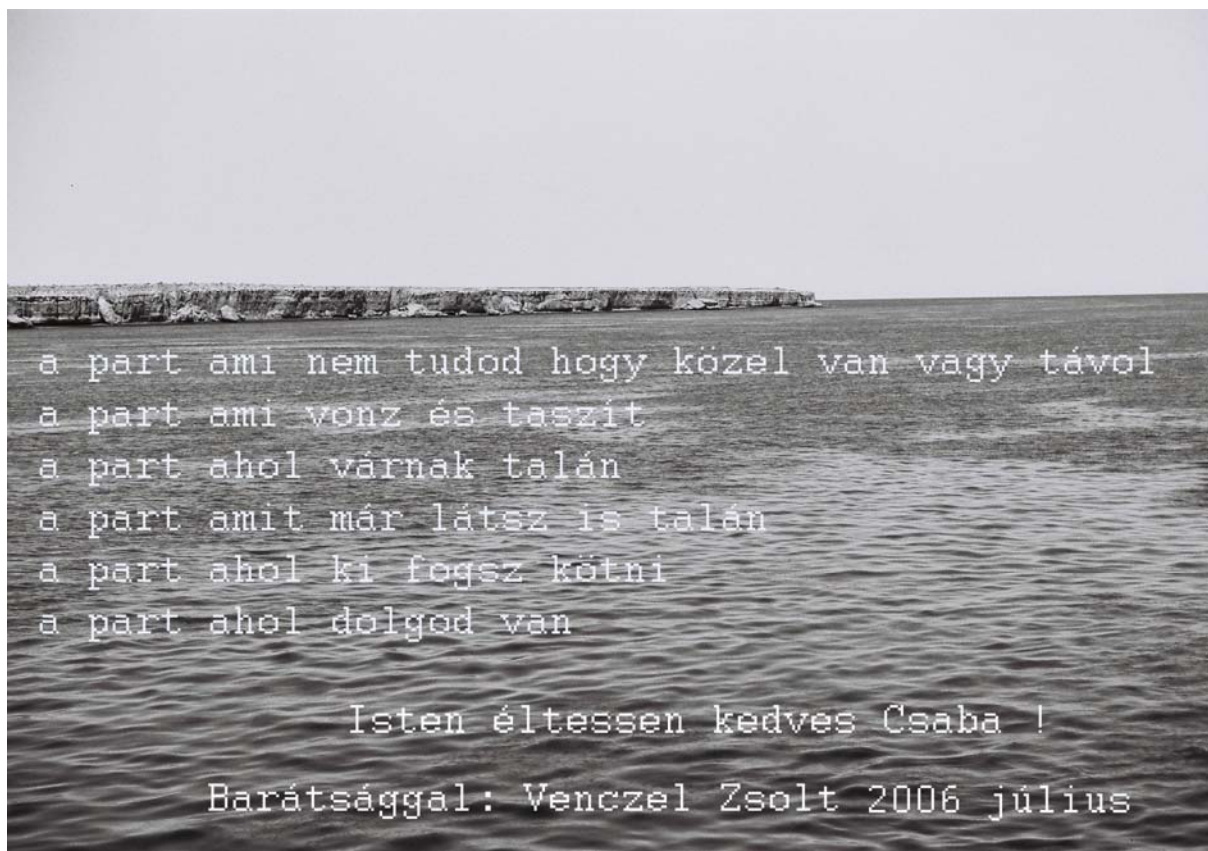 a part ami nem tudod hogy közel van vagy távol
a part ami vonz és taszít
a part ahol várnak talán
a part amit már látsz is talán
a part ahol ki fogsz kötni
a part ahol dolgod van
Isten éltessen kedves Csaba !
Barátsággal: Venczel Zsolt 2006 július